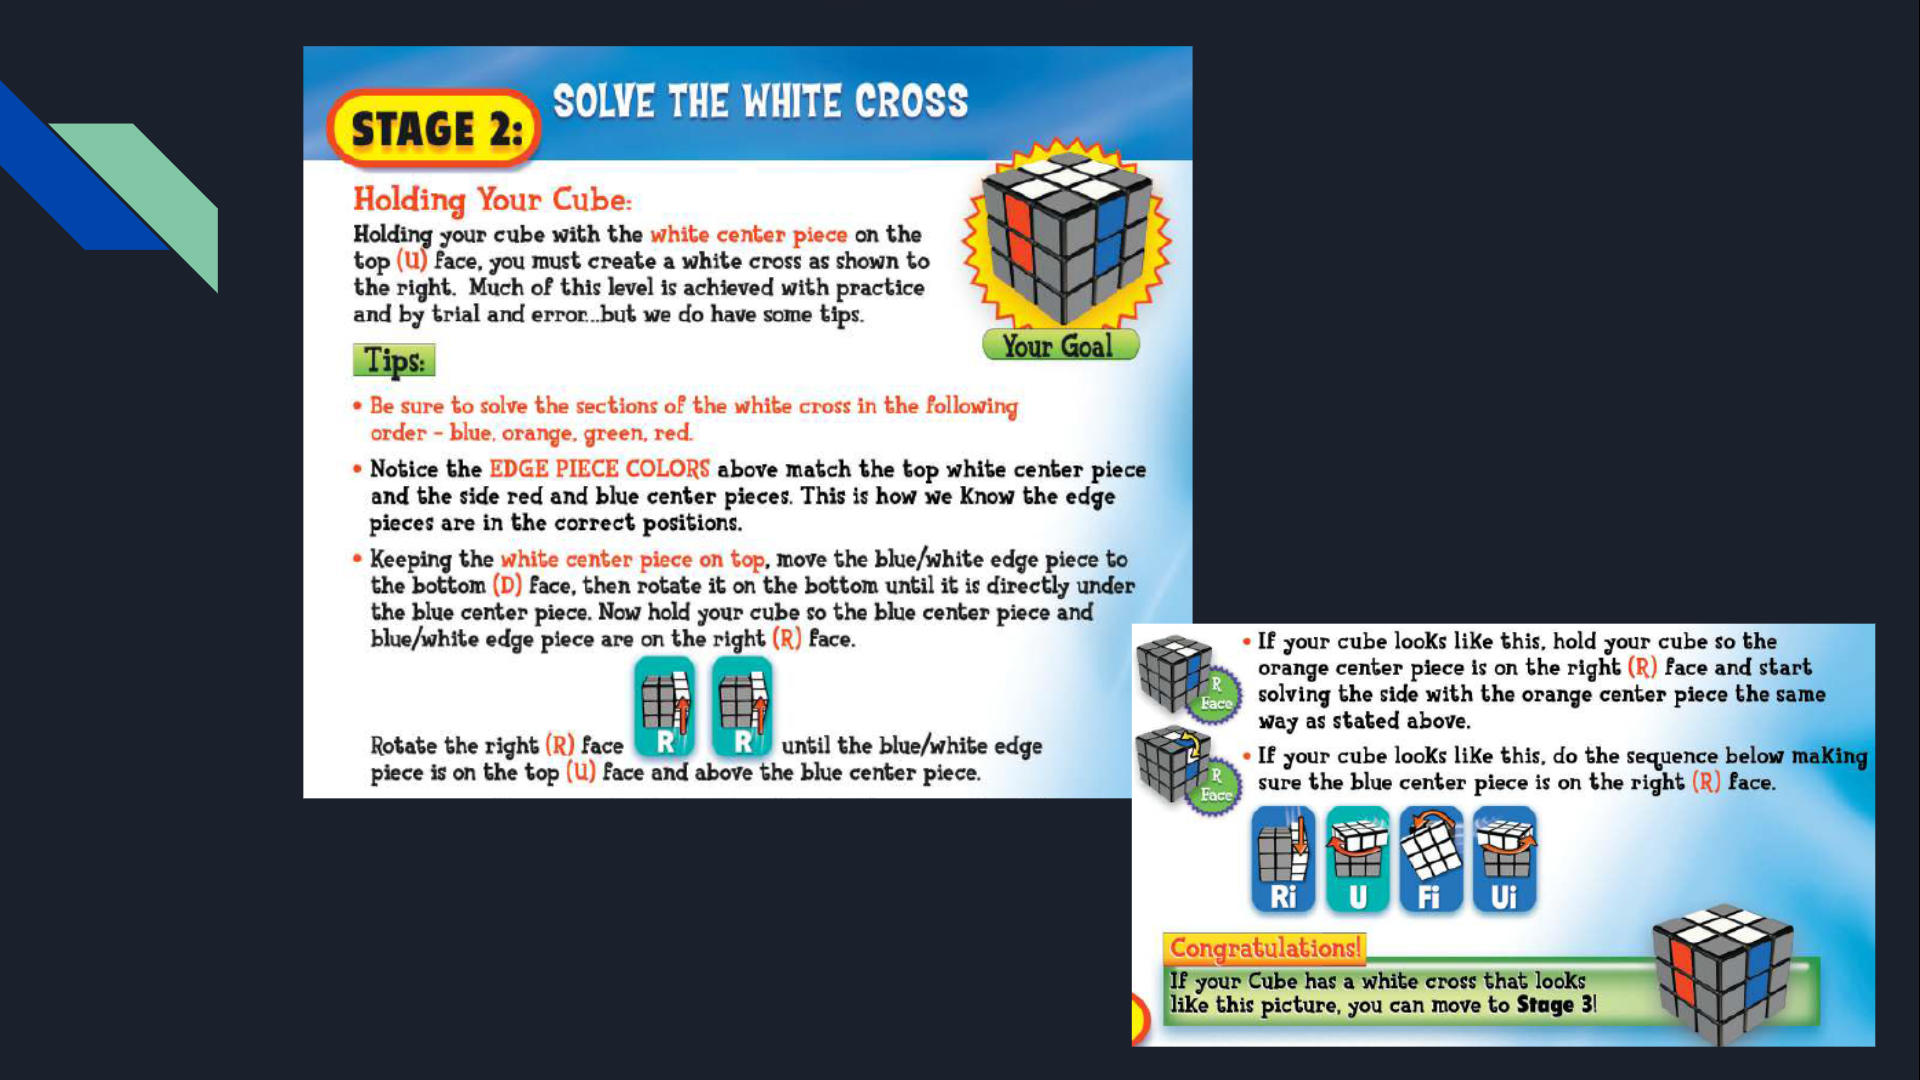 STAGE 2:
SOLVE THE WHITE CROSS
Holding Your Cube:
Holding your cube with the white center piece on the
top (U) face, you must create a white cross as shown to
the right. Much of this level is achieved with practice
and by trial and error...but we do have some tips.
Your Goal
Tips:
• Be sure to solve the sections of the white cross in the following
order - blue, orange, green, red.
• Notice the EDGE PIECE COLORS above match the top white center piece
and the side red and blue center pieces. This is how we know the edge
pieces are in the correct positions.
• Keeping the white center piece on top, move the blue/white edge piece to
the bottom (D) face, then rotate it on the bottom until it is directly under
the blue center piece. Now hold your cube so the blue center piece and
blue/white edge piece are on the right (R) face.
Rotate the right (R) face R R until the blue/white edge
piece is on the top (U) face and above the blue center piece.
R
Face
• If your cube looks like this, hold your cube so the
orange center piece is on the right (R) face and start
solving the side with the orange center piece the same
way as stated above.
R
Face
• If your cube looks like this, do the sequence below making
sure the blue center piece is on the right (R) face.
Ri U Fi Ui
Congratulations!
If your Cube has a white cross that looks
like this picture, you can move to Stage 3!